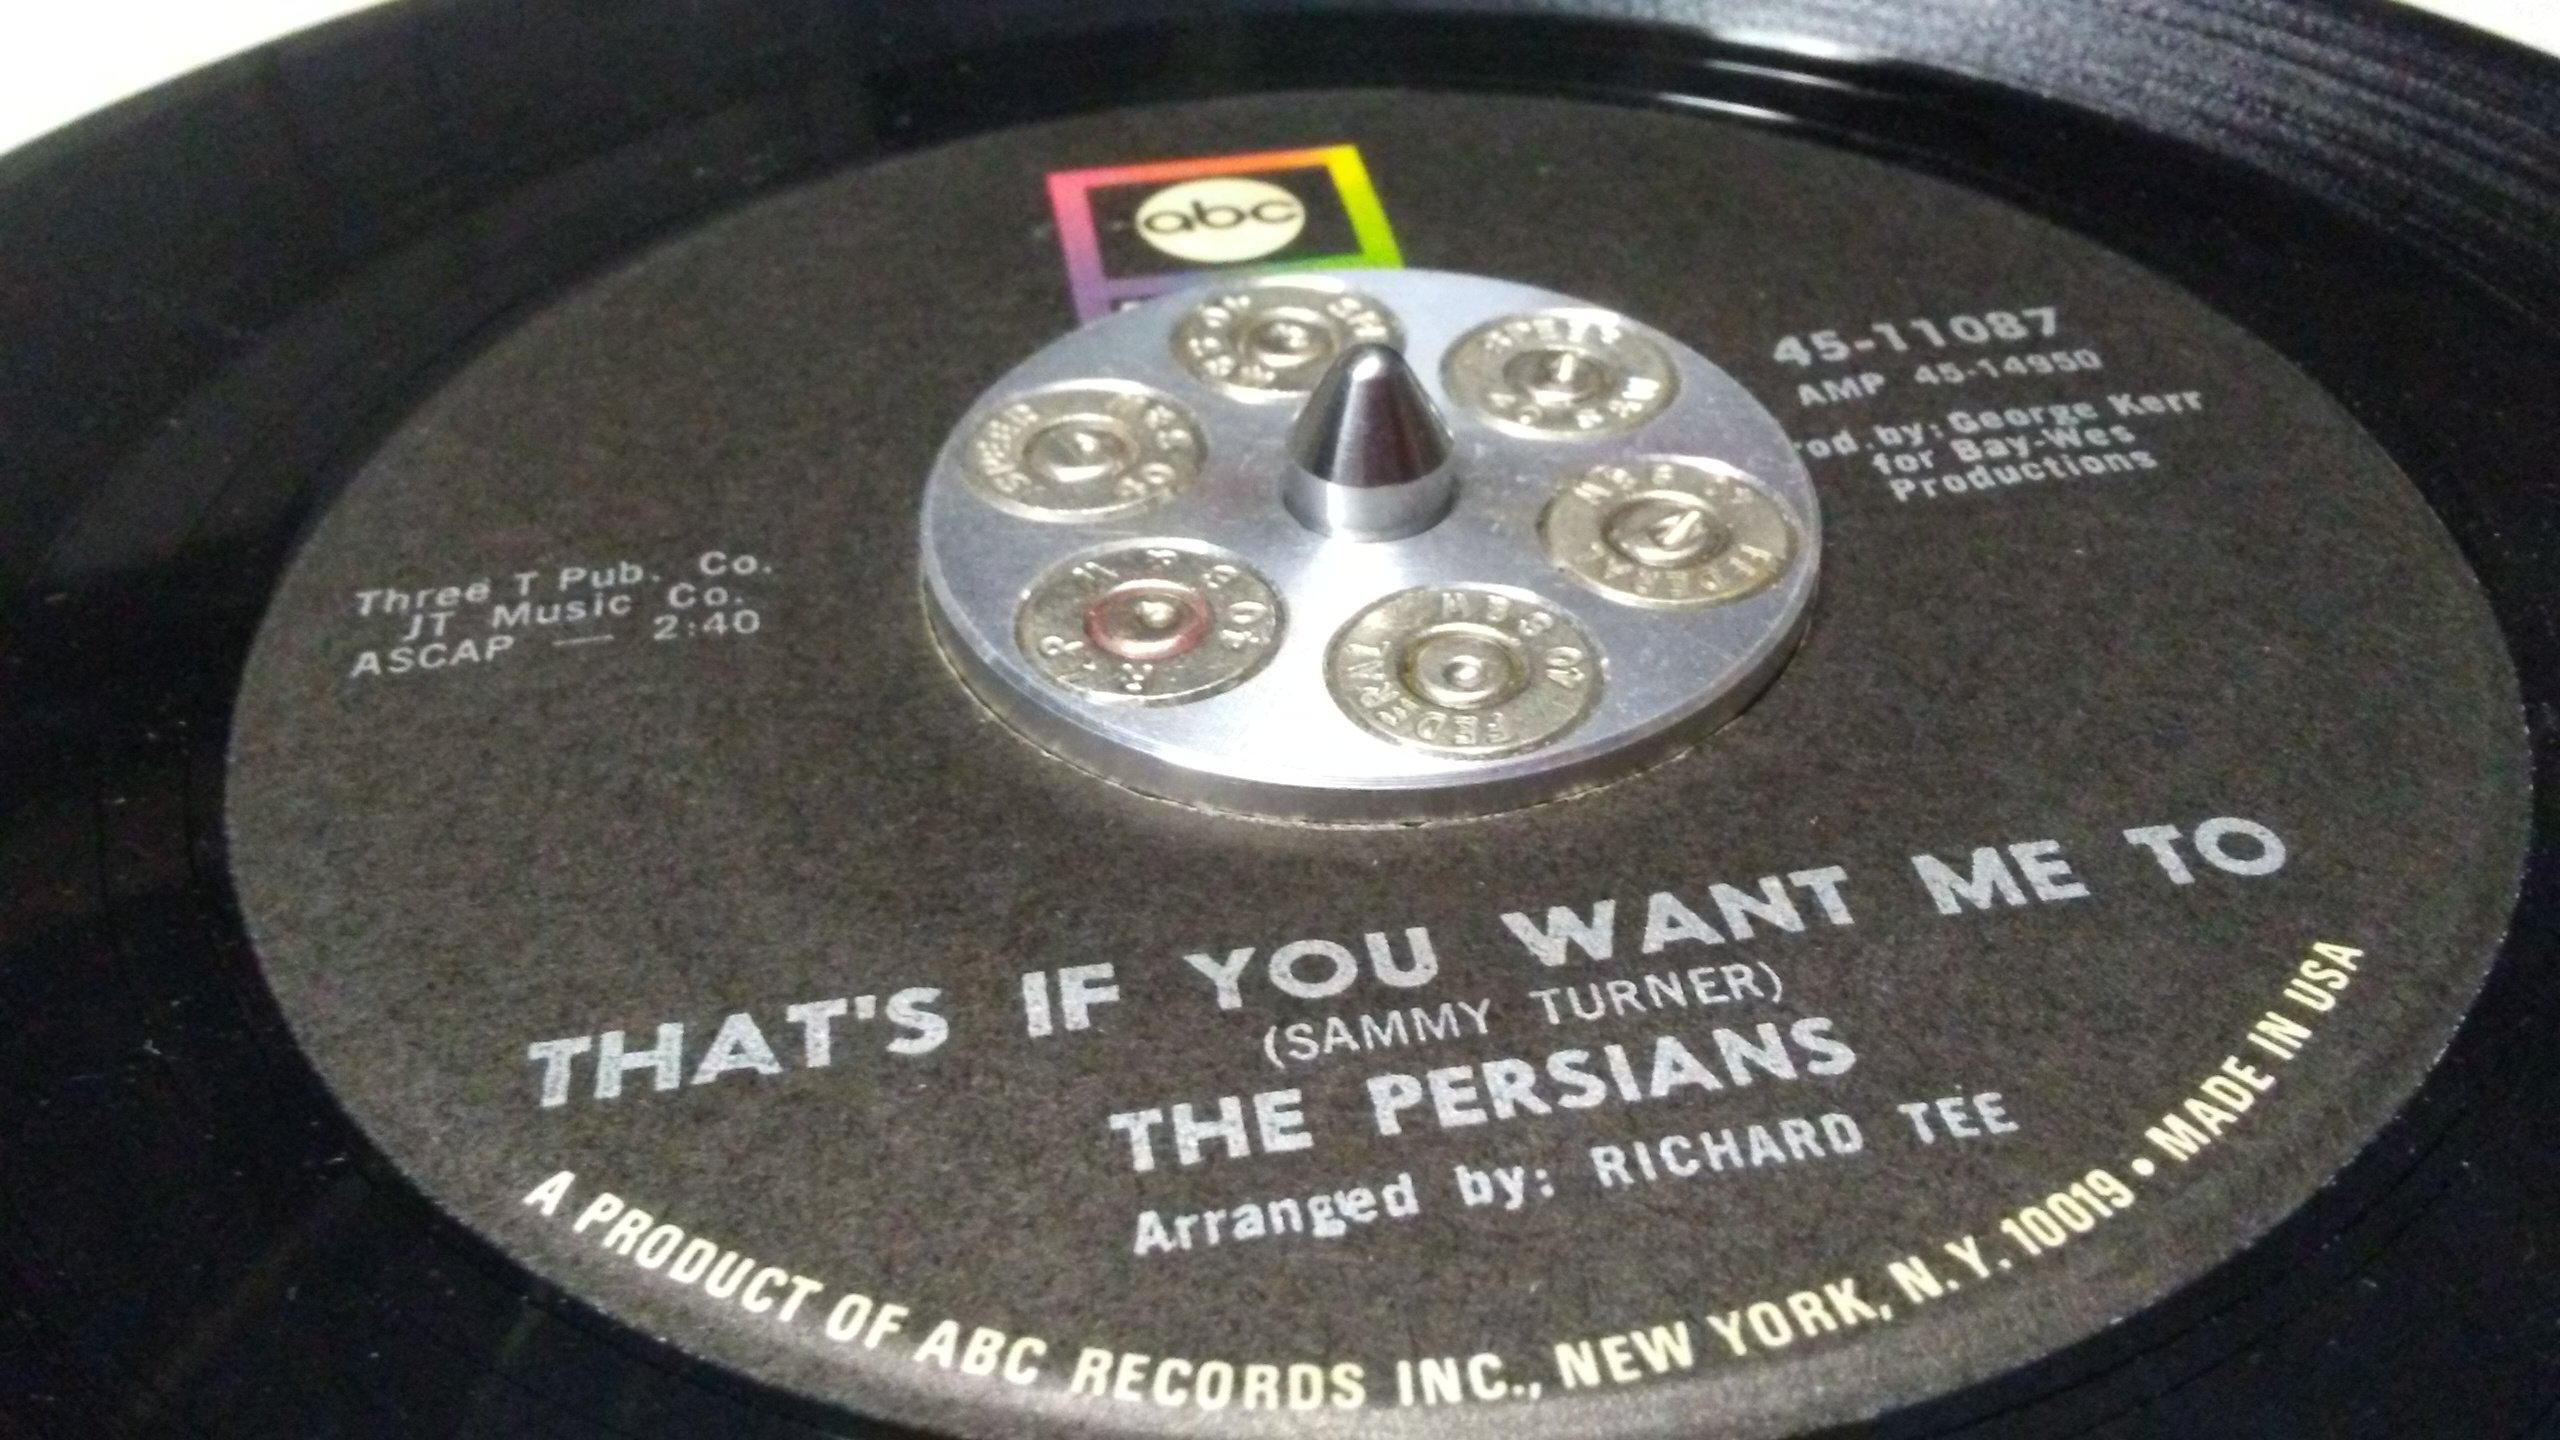 abc
45-11087
AMP 45-14950
rod.by: George Kerr
for Bay-Wes
Productions
Three T Pub. Co.
JT Music Co.
ASCAP — 2:40
FEDERAL
40 S&W
THAT'S IF YOU WANT ME TO
(SAMMY TURNER)
THE PERSIANS
Arranged by: RICHARD TEE
A PRODUCT OF ABC RECORDS INC., NEW YORK, N.Y. 10019 • MADE IN USA